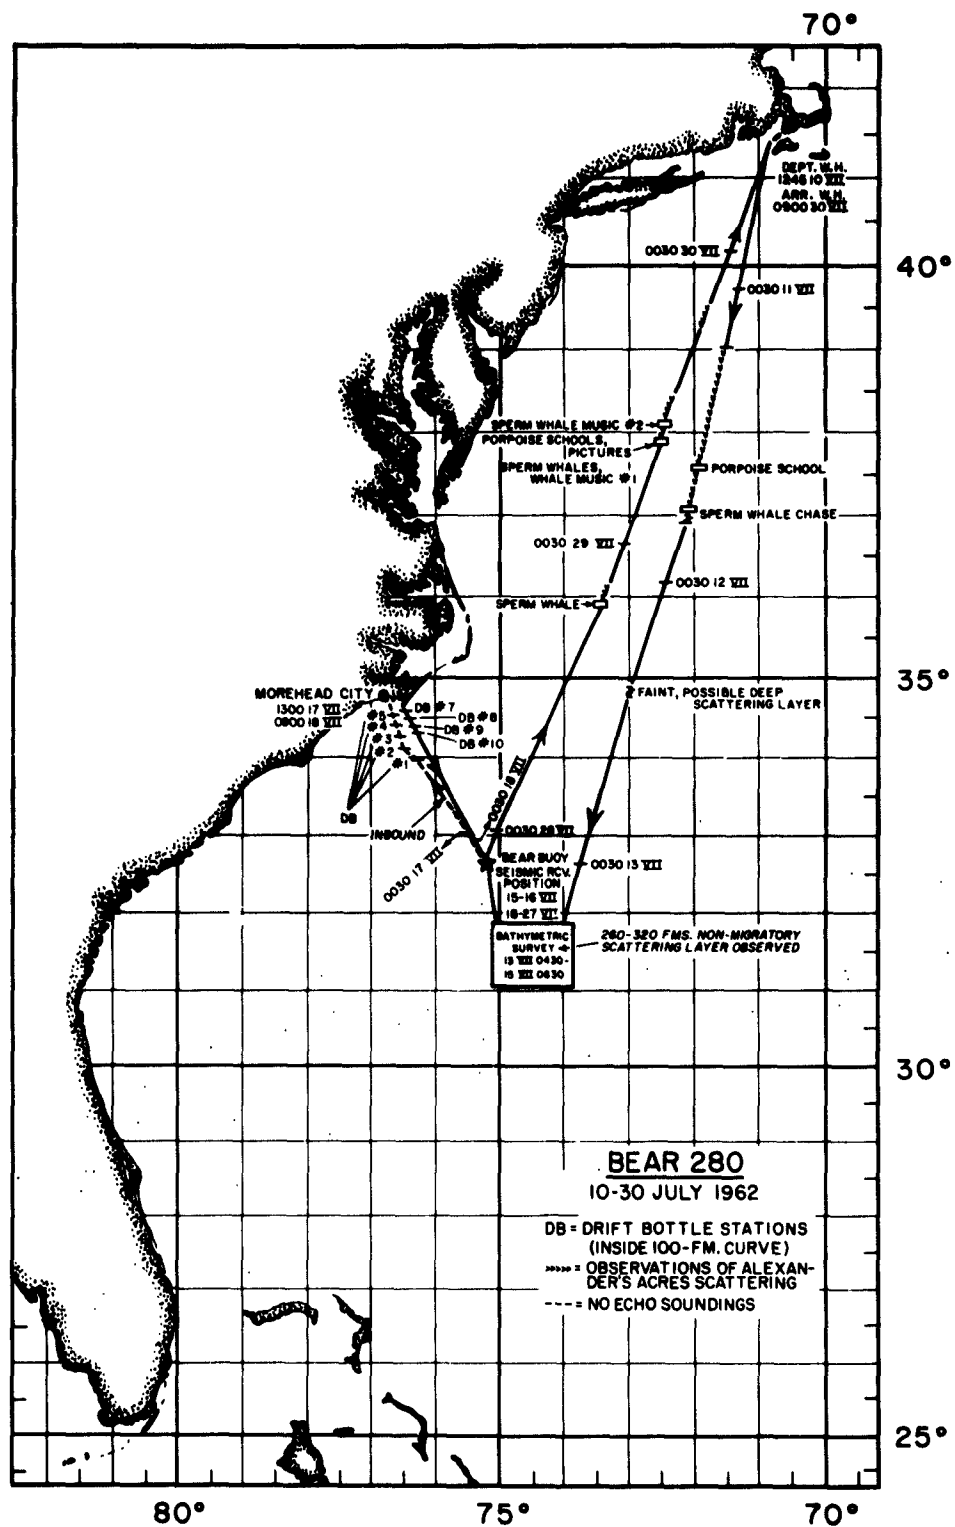 70°
DEPT. W.H.
1246 10 VII
ARR. W.H.
0900 30 VII
0030 30 VII
40°
0030 11 VII
SPERM WHALE MUSIC #2
PORPOISE SCHOOLS,
PICTURES
SPERM WHALES,
WHALE MUSIC #1
PORPOISE SCHOOL
SPERM WHALE CHASE
0030 29 VII
0030 12 VII
SPERM WHALE
35°
MOREHEAD CITY
1300 17 VII
0800 18 VII
FAINT, POSSIBLE DEEP
SCATTERING LAYER
DB #7
DB #8
DB #9
DB #10
#5
#4
#3
#2
#1
DB
INBOUND
0030 18 VII
0030 28 VII
0030 17 VII
0030 13 VII
BEAR BUOY
SEISMIC RCV.
POSITION
15-16 VII
18-27 VII
BATHYMETRIC
SURVEY
13 VII 0430-
15 VII 0630
260-320 FMS. NON-MIGRATORY
SCATTERING LAYER OBSERVED
30°
BEAR 280
10-30 JULY 1962
DB = DRIFT BOTTLE STATIONS
(INSIDE 100-FM. CURVE)
= OBSERVATIONS OF ALEXAN-
DER'S ACRES SCATTERING
--- = NO ECHO SOUNDINGS
25°
80°
75°
70°